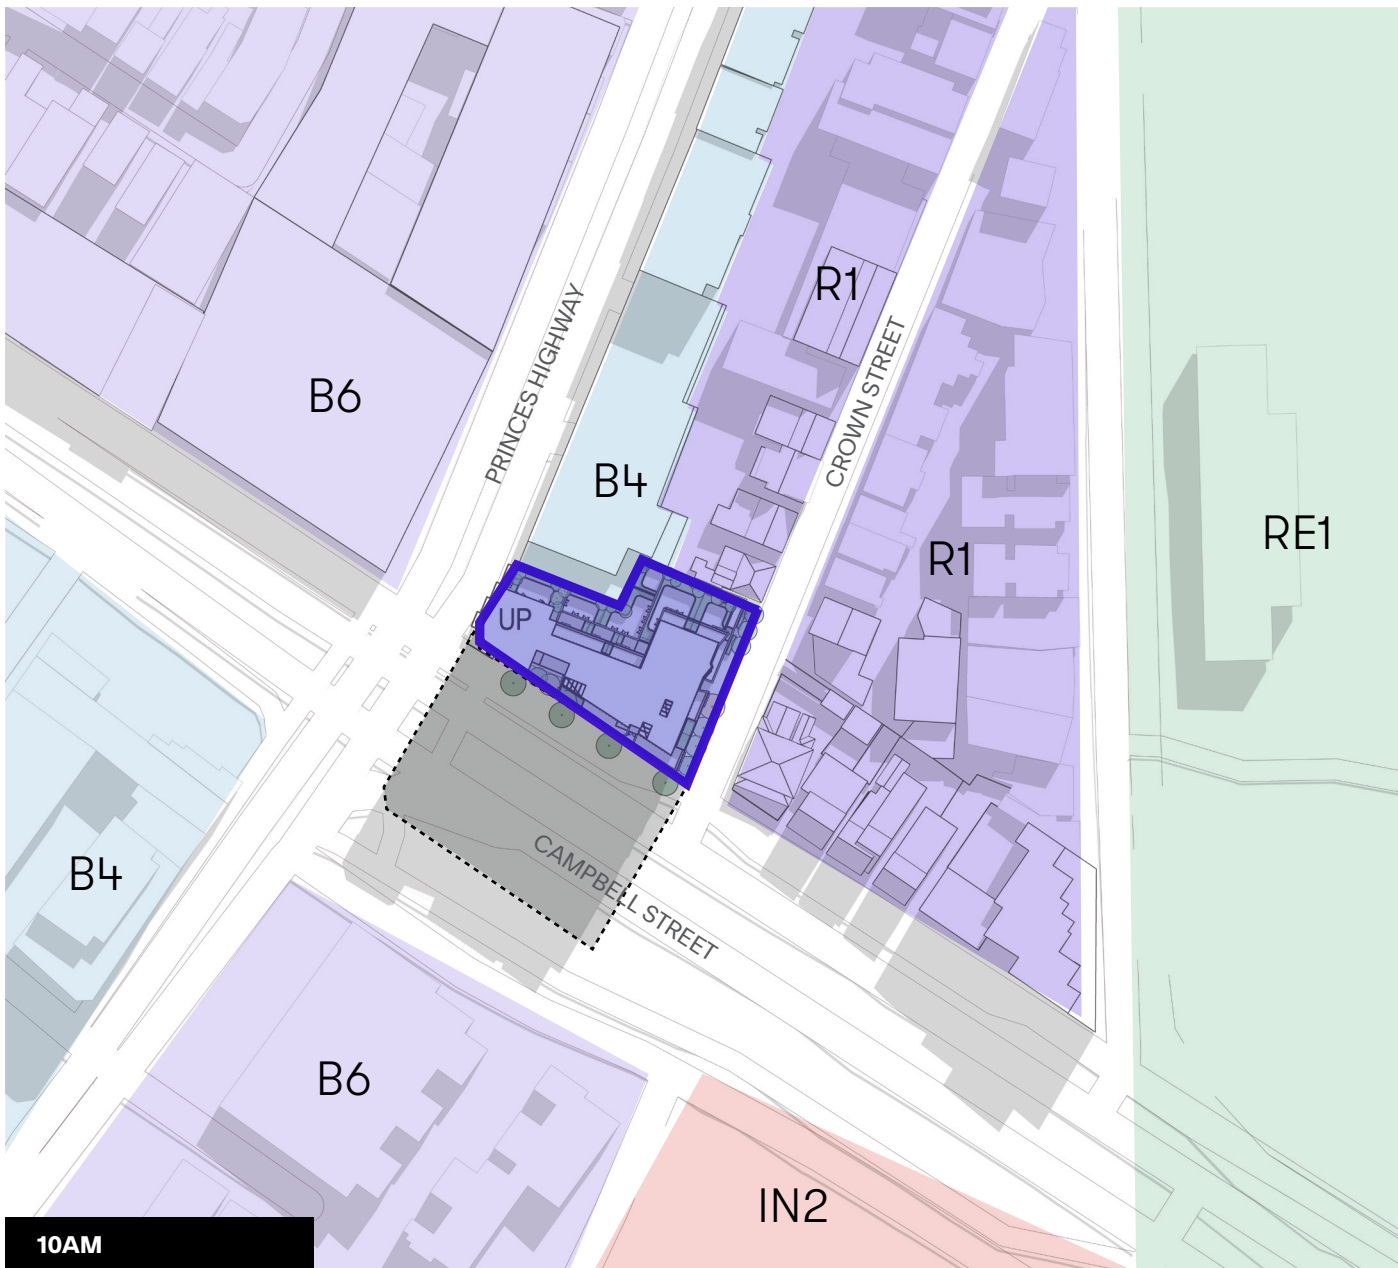 R1
PRINCES HIGHWAY
CROWN STREET
B6
B4
RE1
R1
UP
CAMPBELL STREET
B4
B6
IN2
10AM